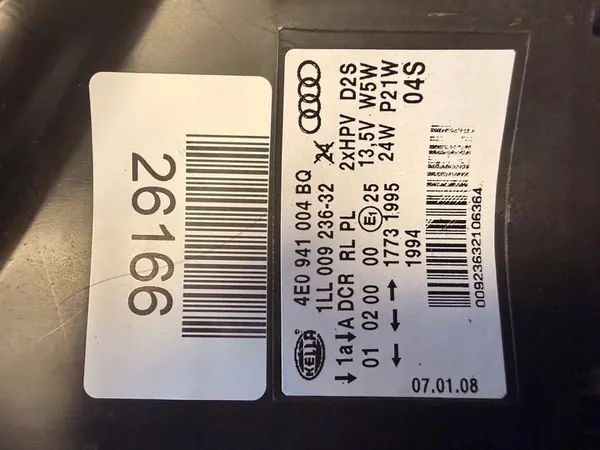 26166
4E0 941 004 BQ
1LL 009 236-32
2xHPV D2S
13,5V W5W
24W P21W
04S
HELLA
1a A DCR RL PL
01 02 00 00 E1 25
1773 1995
1994
00923632106364
07.01.08